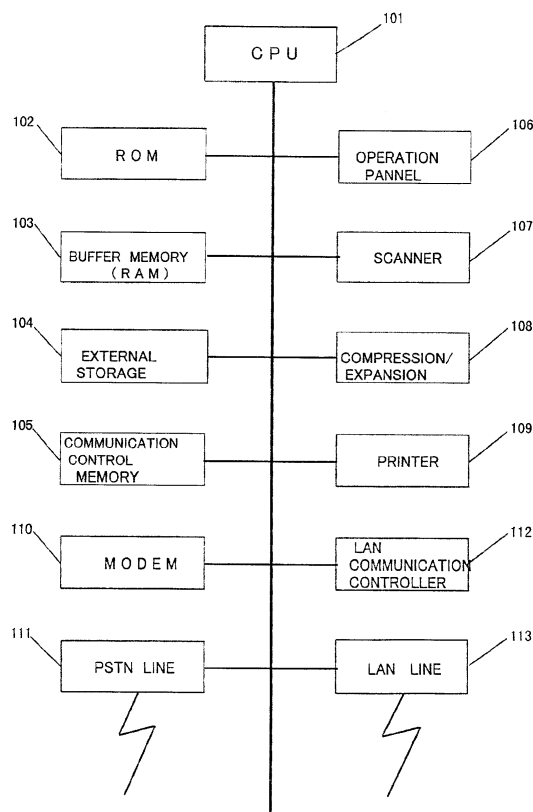 101
CPU
102
ROM
106
OPERATION
PANNEL
103
BUFFER MEMORY
(RAM)
107
SCANNER
104
EXTERNAL
STORAGE
108
COMPRESSION/
EXPANSION
105
COMMUNICATION
CONTROL
MEMORY
109
PRINTER
110
MODEM
112
LAN
COMMUNICATION
CONTROLLER
111
PSTN LINE
113
LAN LINE